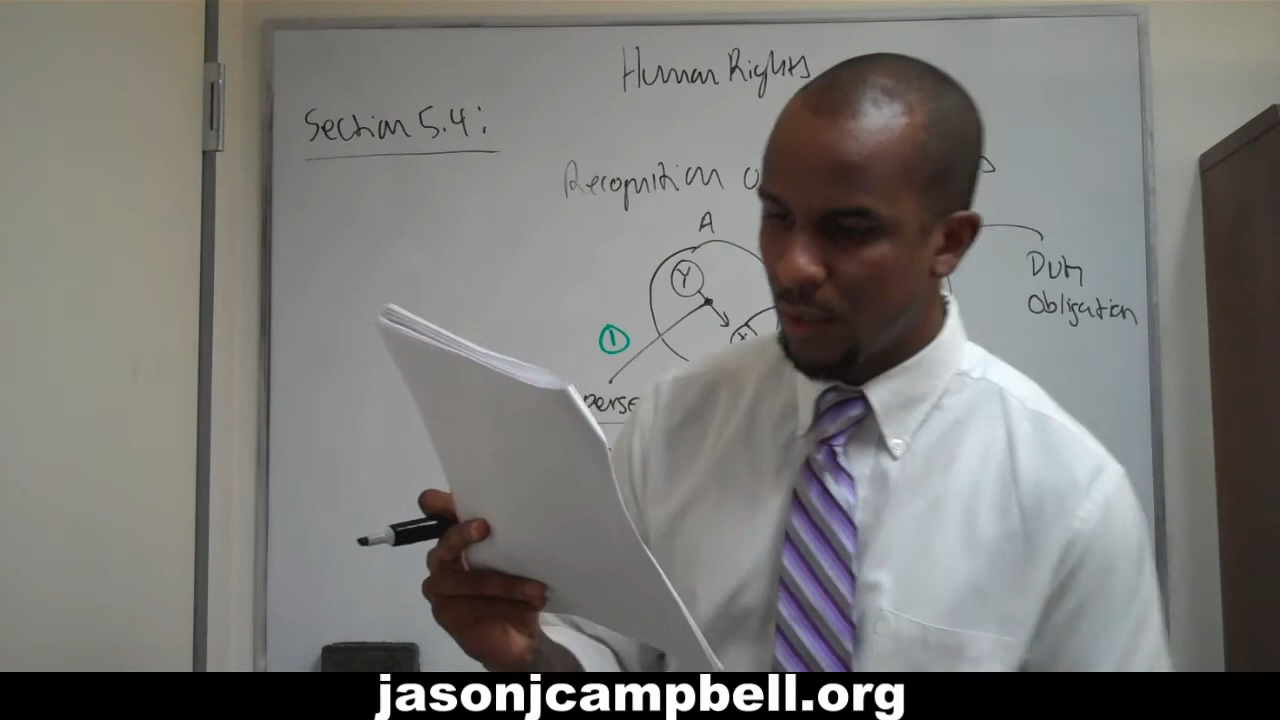 Human Rights
Section 5.4:
Recognition
A
Y
Duty
Obligation
1
jasonjcampbell.org